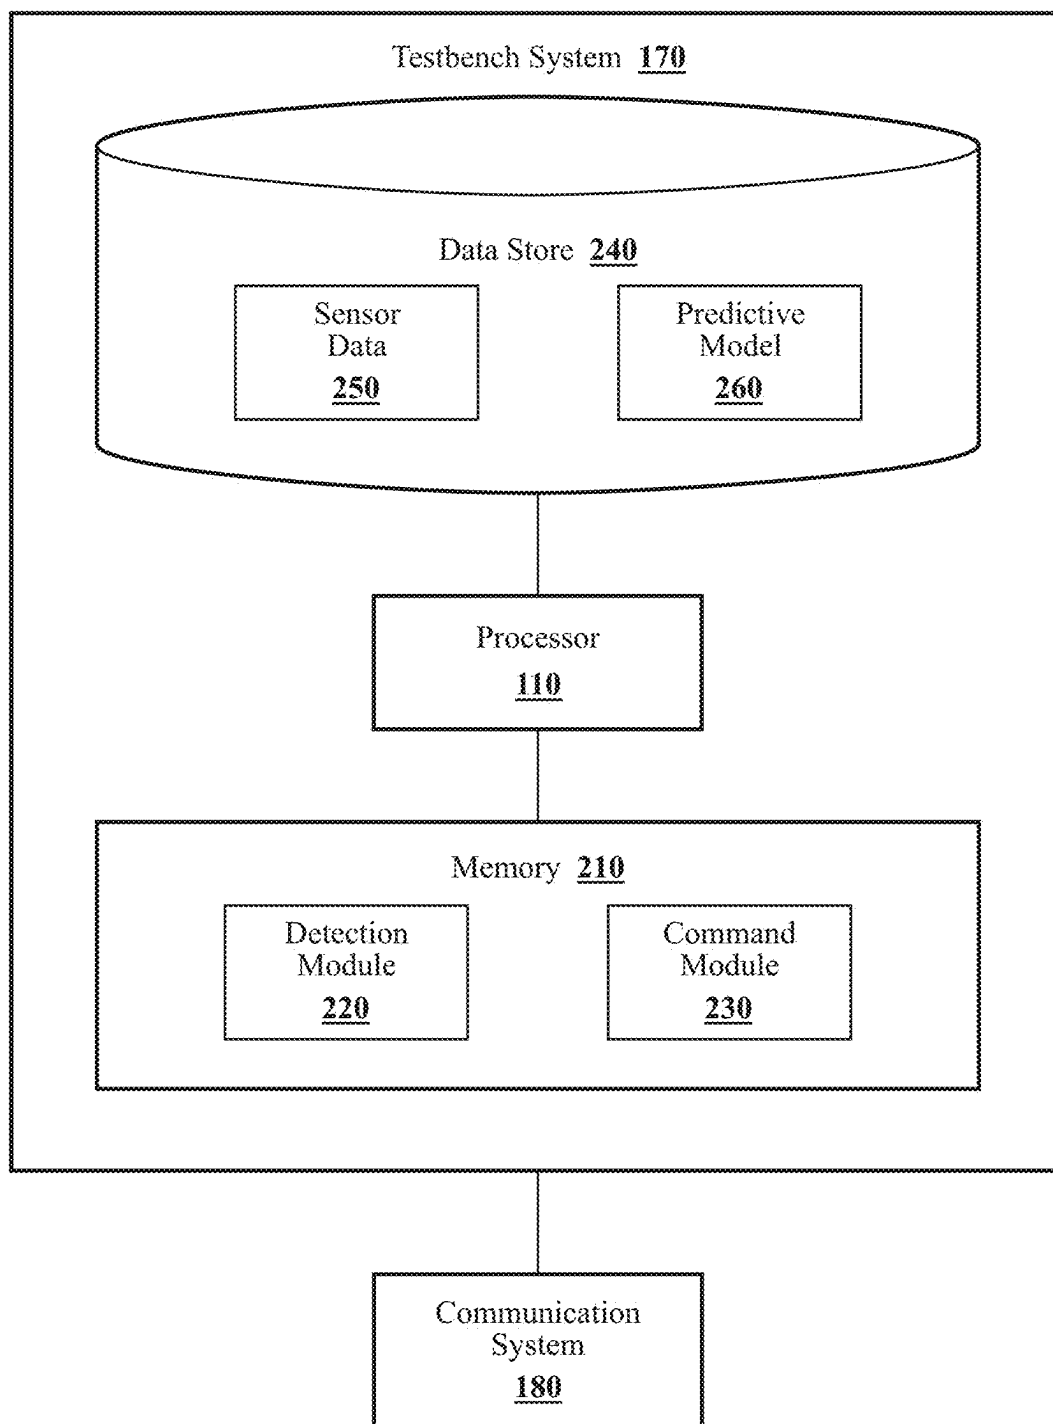 Testbench System 170
Data Store 240
Sensor
Data
250
Predictive
Model
260
Processor
110
Memory 210
Detection
Module
220
Command
Module
230
Communication
System
180